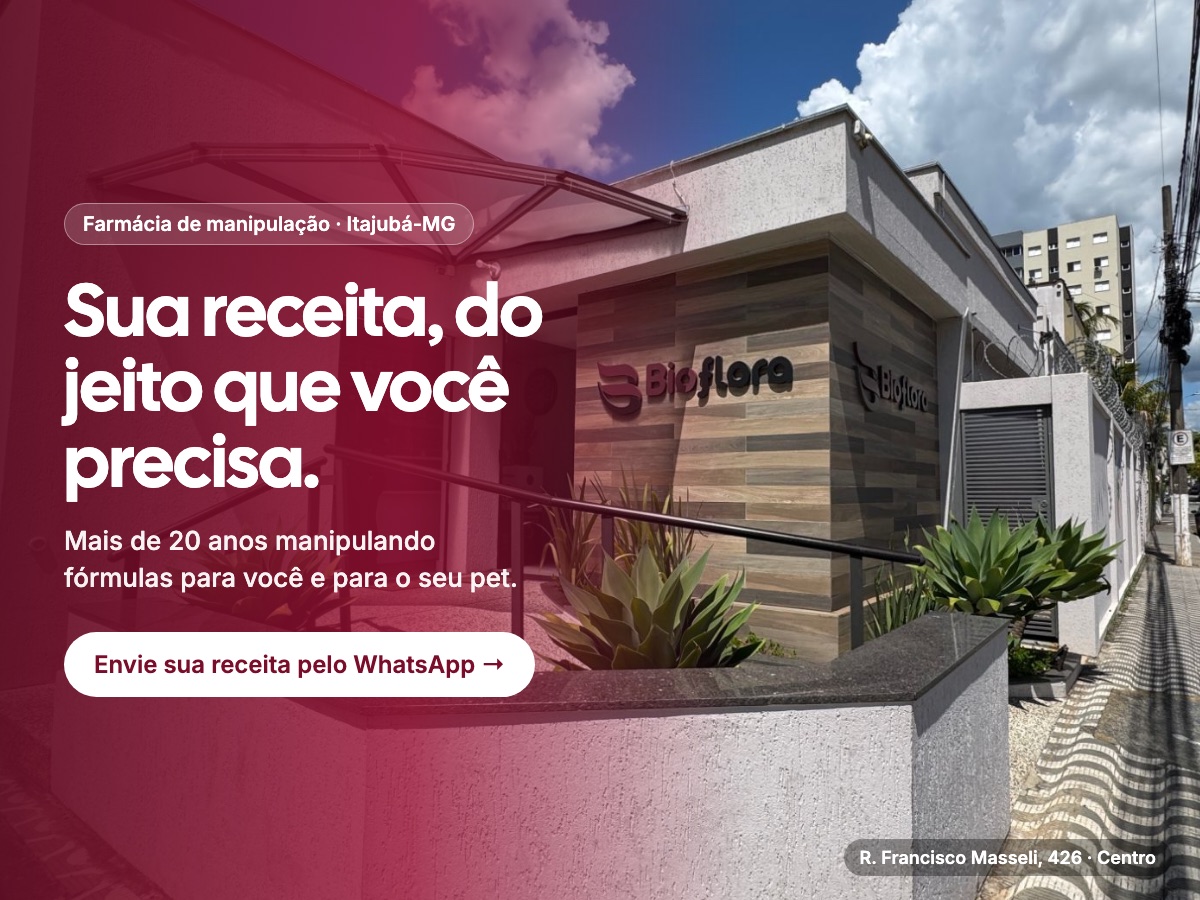 Farmácia de manipulação · Itajubá-MG
Sua receita, do
jeito que você
precisa.
Bioflora
Bioflora
E
Mais de 20 anos manipulando
fórmulas para você e para o seu pet.
Envie sua receita pelo WhatsApp →
R. Francisco Masseli, 426 · Centro